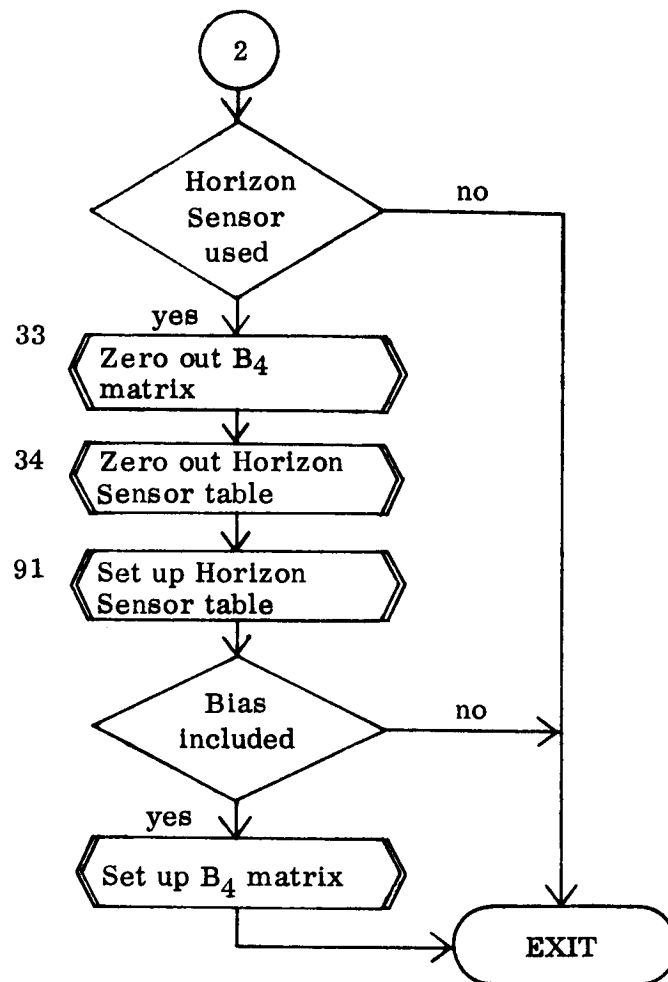 2
Horizon
Sensor
used
no
yes
33
Zero out B4
matrix
34
Zero out Horizon
Sensor table
91
Set up Horizon
Sensor table
Bias
included
no
yes
Set up B4 matrix
EXIT